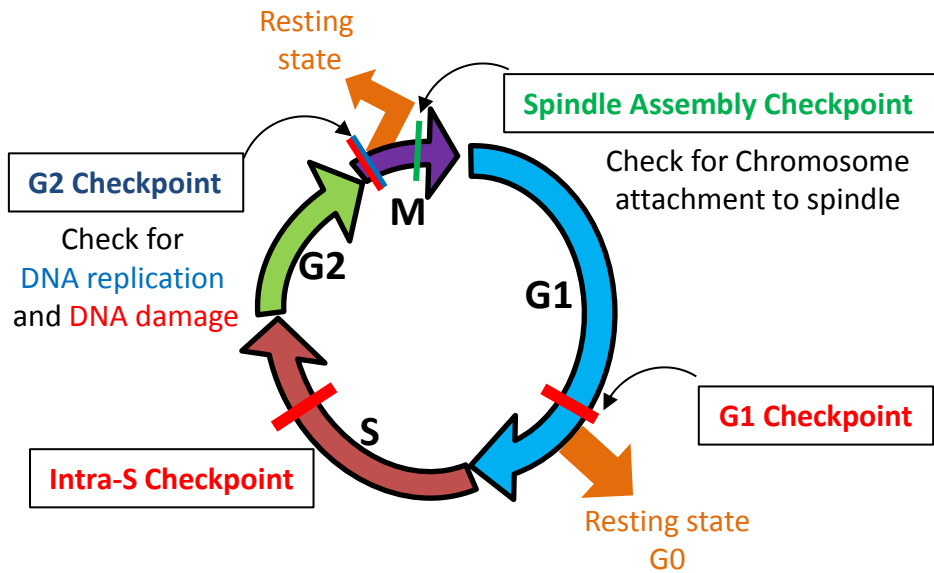 Resting
state
Spindle Assembly Checkpoint
Check for Chromosome
attachment to spindle
G2 Checkpoint
Check for
DNA replication
and DNA damage
M
G2
G1
S
G1 Checkpoint
Intra-S Checkpoint
Resting state
G0